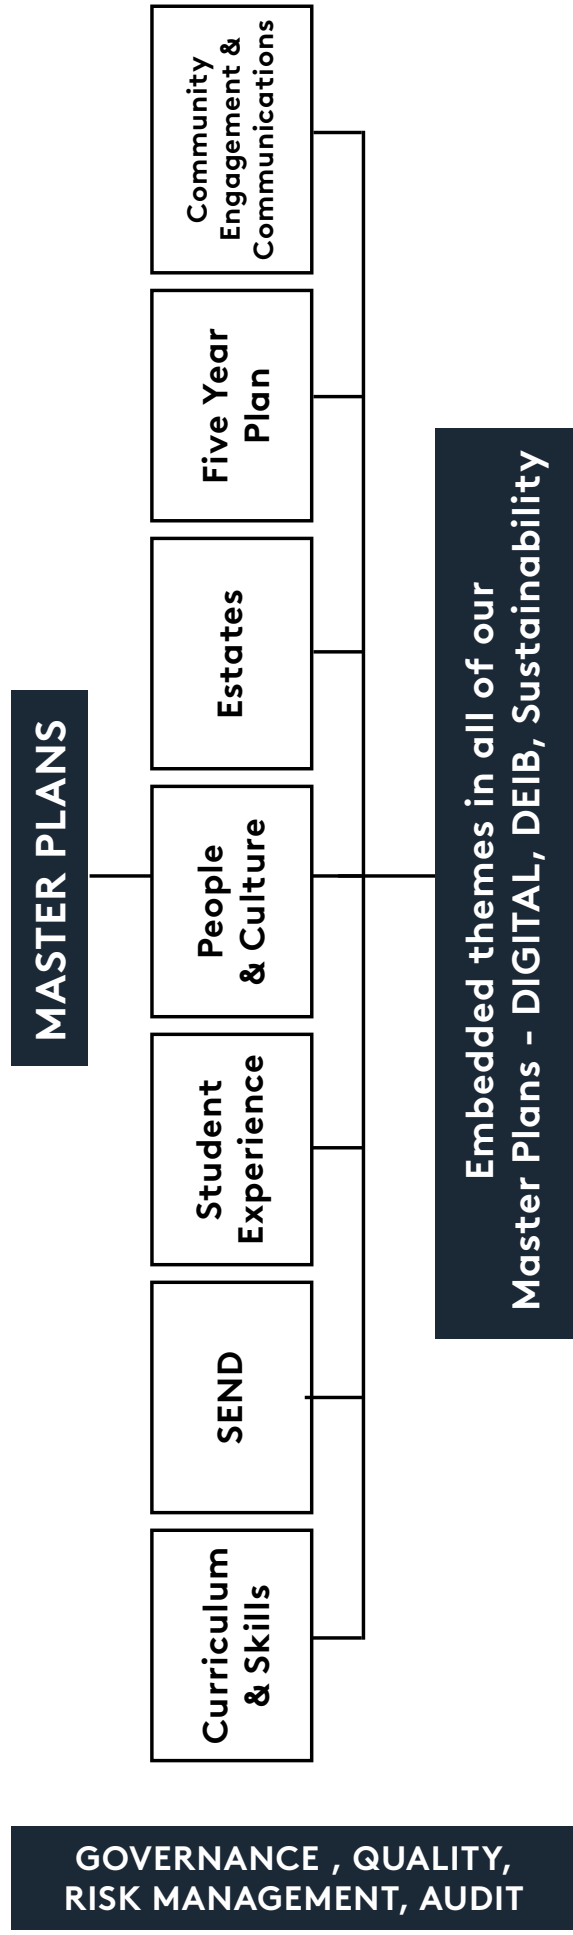 MASTER PLANS
Curriculum
& Skills
SEND
Student
Experience
People
& Culture
Estates
Five Year
Plan
Community
Engagement &
Communications
Embedded themes in all of our
Master Plans – DIGITAL, DEIB, Sustainability
GOVERNANCE , QUALITY,
RISK MANAGEMENT, AUDIT